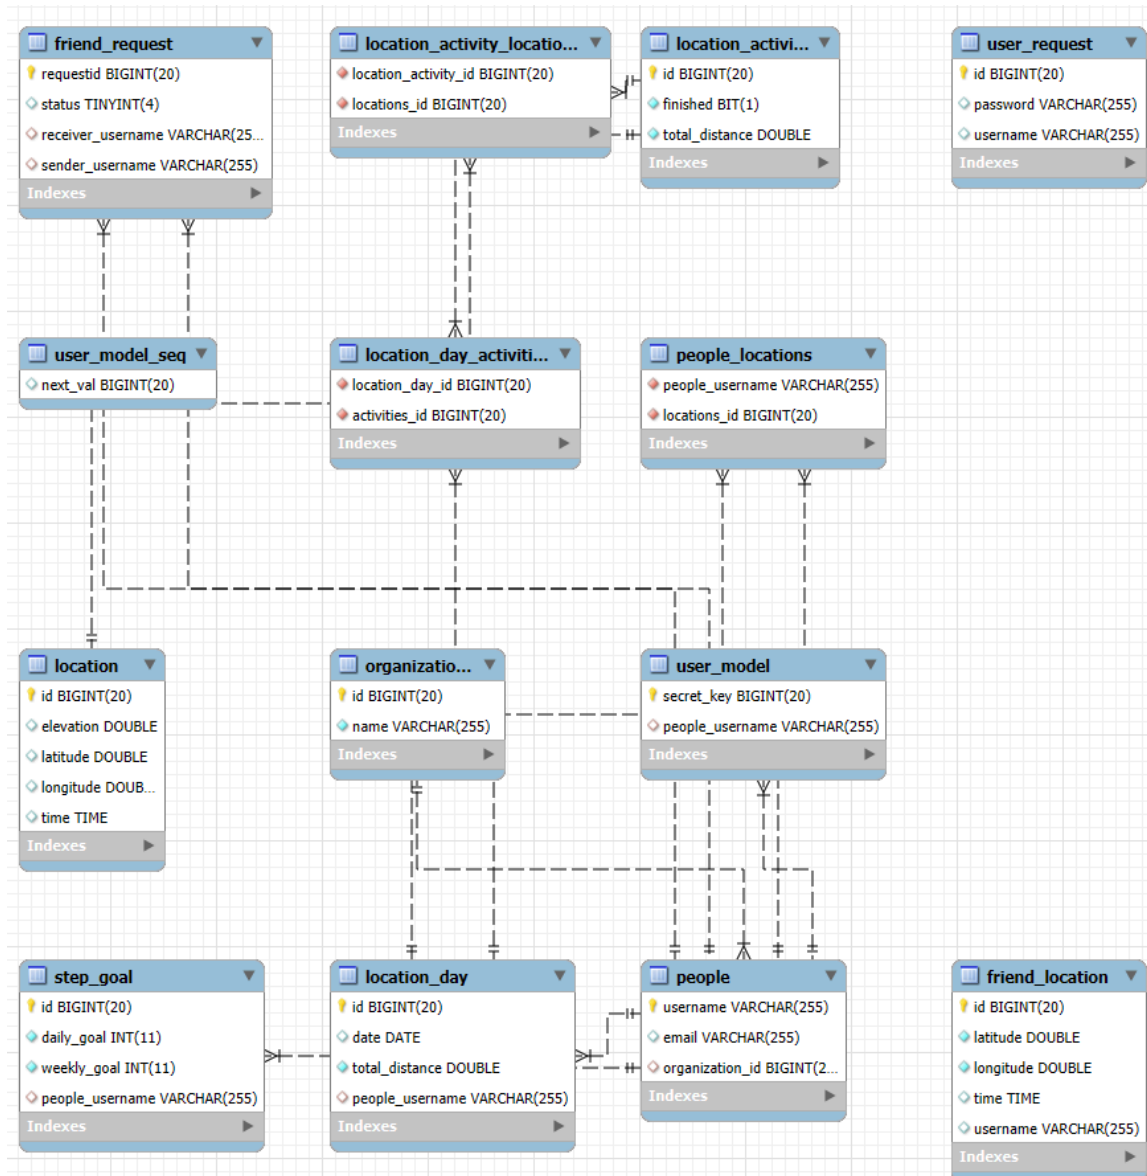 friend_request
requestid BIGINT(20)
status TINYINT(4)
receiver_username VARCHAR(25...
sender_username VARCHAR(255)
Indexes
location_activity_locatio...
location_activity_id BIGINT(20)
locations_id BIGINT(20)
Indexes
location_activi...
id BIGINT(20)
finished BIT(1)
total_distance DOUBLE
Indexes
user_request
id BIGINT(20)
password VARCHAR(255)
username VARCHAR(255)
Indexes
user_model_seq
next_val BIGINT(20)
location_day_activiti...
location_day_id BIGINT(20)
activities_id BIGINT(20)
Indexes
people_locations
people_username VARCHAR(255)
locations_id BIGINT(20)
Indexes
location
id BIGINT(20)
elevation DOUBLE
latitude DOUBLE
longitude DOUB...
time TIME
Indexes
organizatio...
id BIGINT(20)
name VARCHAR(255)
Indexes
user_model
secret_key BIGINT(20)
people_username VARCHAR(255)
Indexes
step_goal
id BIGINT(20)
daily_goal INT(11)
weekly_goal INT(11)
people_username VARCHAR(255)
Indexes
location_day
id BIGINT(20)
date DATE
total_distance DOUBLE
people_username VARCHAR(255)
Indexes
people
username VARCHAR(255)
email VARCHAR(255)
organization_id BIGINT(2...
Indexes
friend_location
id BIGINT(20)
latitude DOUBLE
longitude DOUBLE
time TIME
username VARCHAR(255)
Indexes